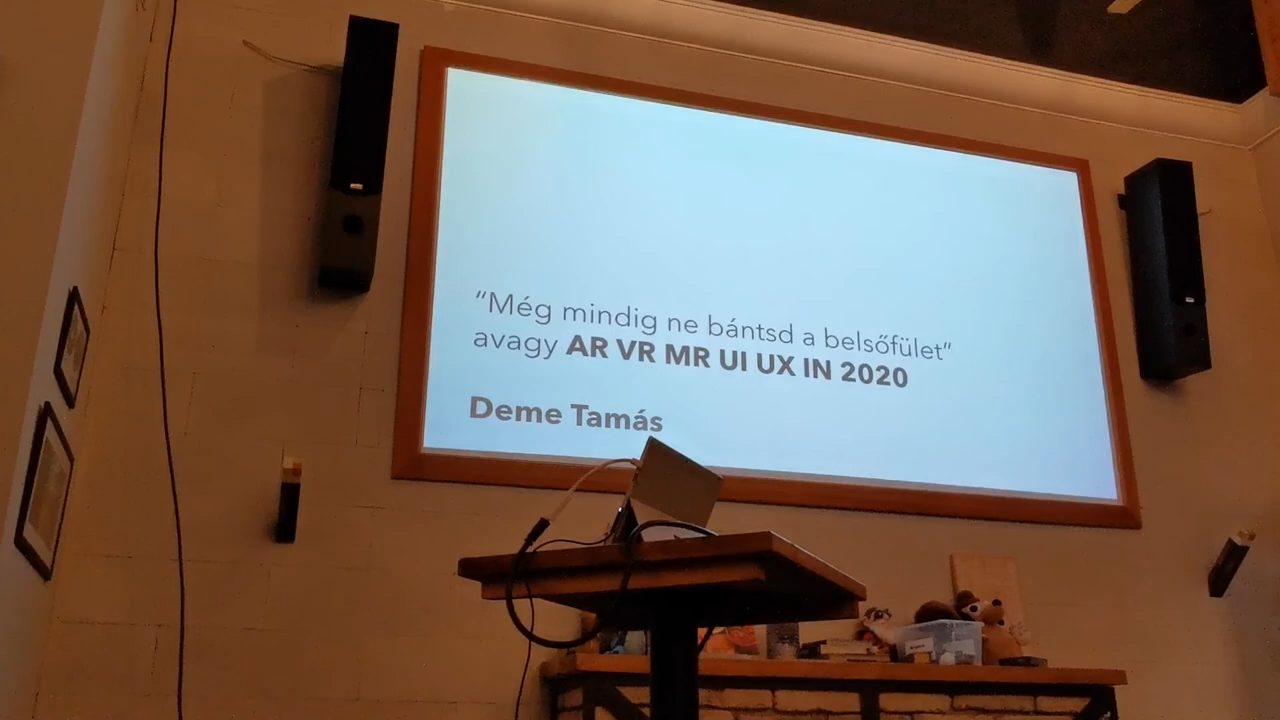 “Még mindig ne bántsd a belsőfület”
avagy AR VR MR UI UX IN 2020
Deme Tamás